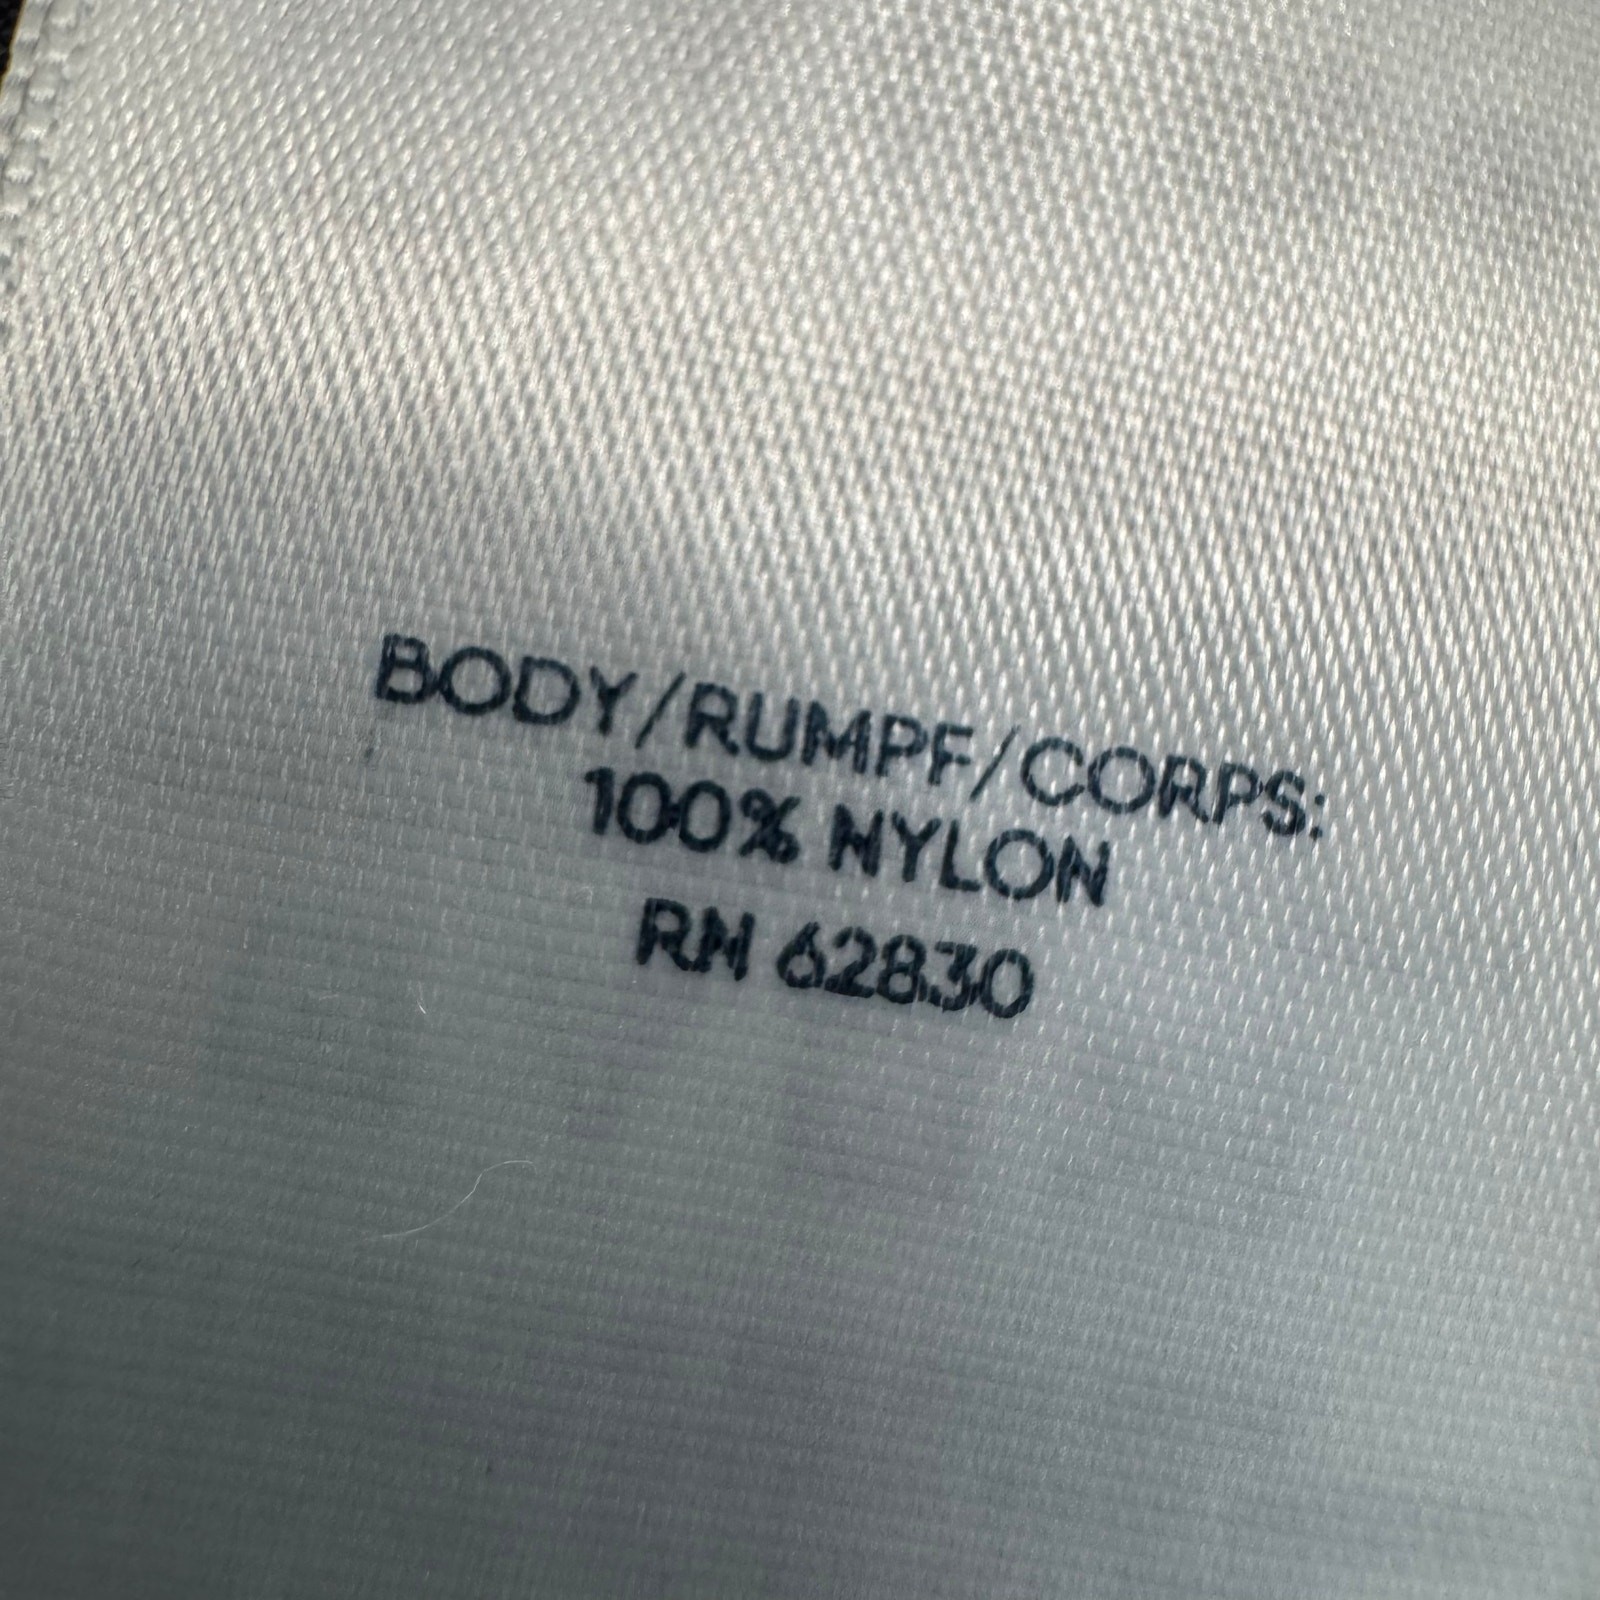 BODY/RUMPF/CORPS:
100% NYLON
RN 62830